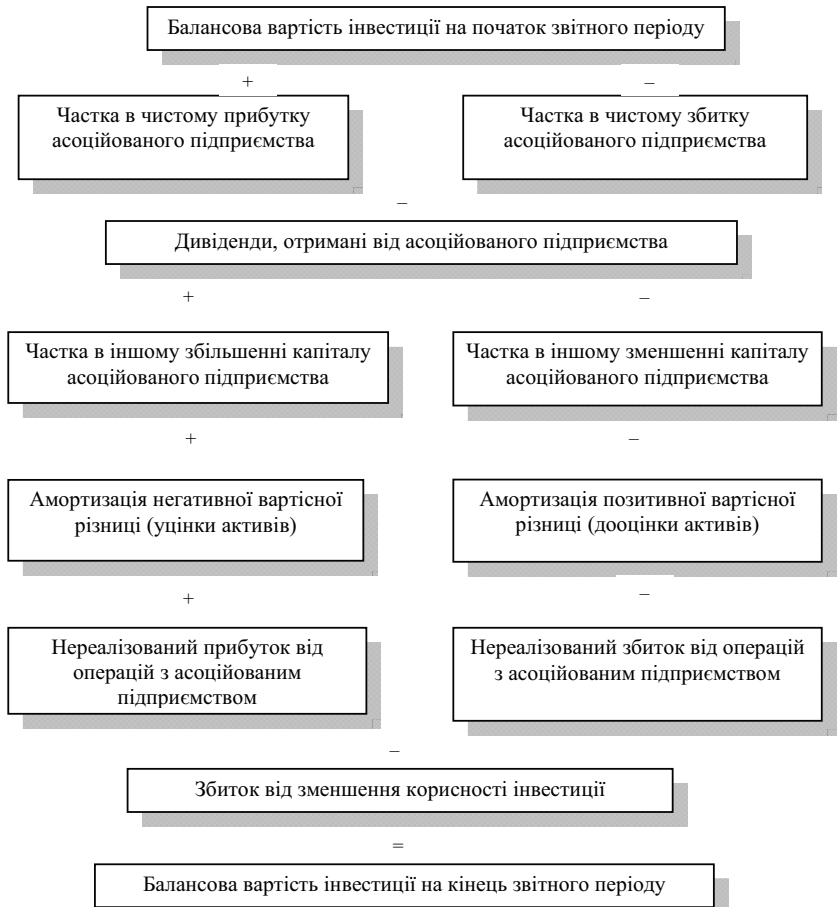 Балансова вартість інвестиції на початок звітного періоду
+ –
Частка в чистому прибутку
асоційованого підприємства
Частка в чистому збитку
асоційованого підприємства
–
Дивіденди, отримані від асоційованого підприємства
+ –
Частка в іншому збільшенні капіталу
асоційованого підприємства
Частка в іншому зменшенні капіталу
асоційованого підприємства
+ –
Амортизація негативної вартісної
різниці (уцінки активів)
Амортизація позитивної вартісної
різниці (дооцінки активів)
+ –
Нереалізований прибуток від
операцій з асоційованим
підприємством
Нереалізований збиток від операцій
з асоційованим підприємством
–
Збиток від зменшення корисності інвестиції
=
Балансова вартість інвестиції на кінець звітного періоду